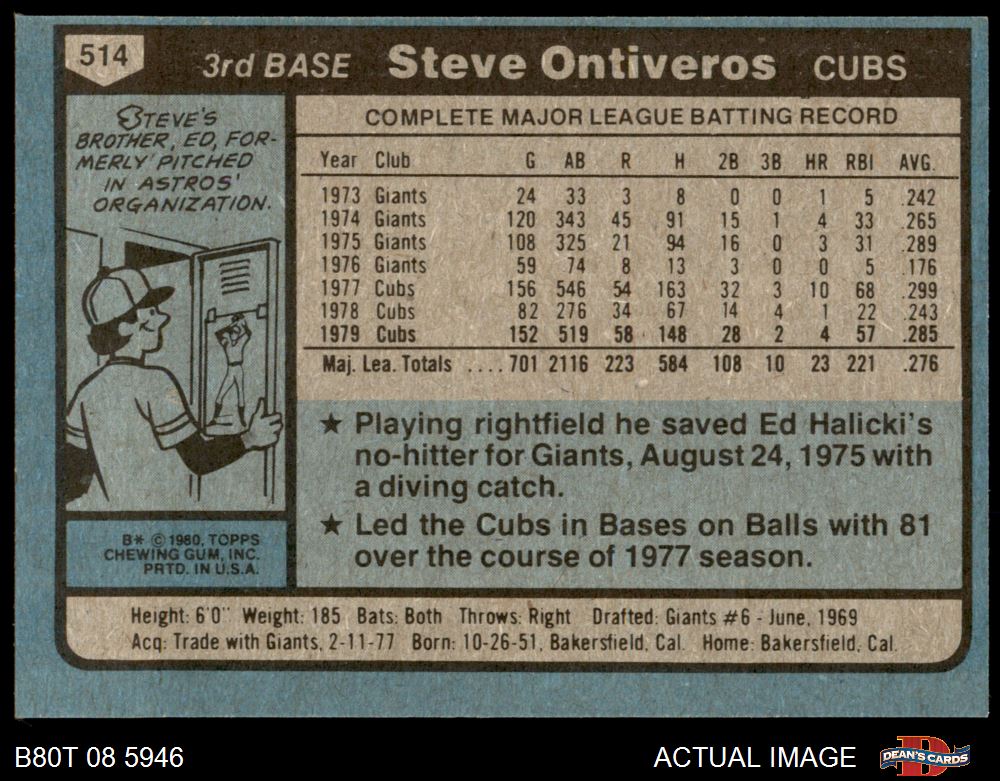 514
3rd BASE Steve Ontiveros CUBS
STEVE'S
BROTHER, ED, FOR-
MERLY PITCHED
IN ASTROS'
ORGANIZATION.
B* © 1980, TOPPS
CHEWING GUM, INC.
PRTD. IN U.S.A.
COMPLETE MAJOR LEAGUE BATTING RECORD
Year Club G AB R H 2B 3B HR RBI AVG.
1973 Giants 24 33 3 8 0 0 1 5 .242
1974 Giants 120 343 45 91 15 1 4 33 .265
1975 Giants 108 325 21 94 16 0 3 31 .289
1976 Giants 59 74 8 13 3 0 0 5 .176
1977 Cubs 156 546 54 163 32 3 10 68 .299
1978 Cubs 82 276 34 67 14 4 1 22 .243
1979 Cubs 152 519 58 148 28 2 4 57 .285
Maj. Lea. Totals .... 701 2116 223 584 108 10 23 221 .276
★ Playing rightfield he saved Ed Halicki's
no-hitter for Giants, August 24, 1975 with
a diving catch.
★ Led the Cubs in Bases on Balls with 81
over the course of 1977 season.
Height: 6'0" Weight: 185 Bats: Both Throws: Right Drafted: Giants #6 - June, 1969
Acq: Trade with Giants, 2-11-77 Born: 10-26-51, Bakersfield, Cal. Home: Bakersfield, Cal.
B80T 08 5946
ACTUAL IMAGE
DEAN'S CARDS